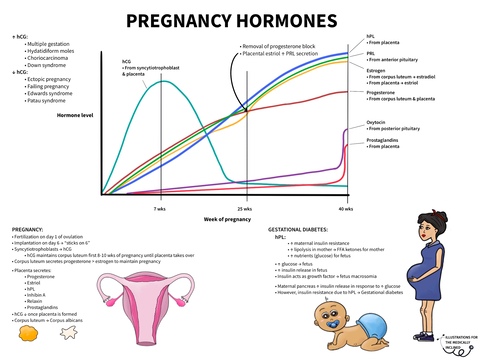 PREGNANCY HORMONES
↑ hCG:
• Multiple gestation
• Hydatidiform moles
• Choriocarcinoma
• Down syndrome
↓ hCG:
• Ectopic pregnancy
• Failing pregnancy
• Edwards syndrome
• Patau syndrome
Hormone level
hCG
• From syncytiotrophoblast
& placenta
• Removal of progesterone block
• Placental estriol + PRL secretion
hPL
• From placenta
PRL
• From anterior pituitary
Estrogen
• From corpus luteum → estradiol
• From placenta → estriol
Progesterone
• From corpus luteum & placenta
Oxytocin
• From posterior pituitary
Prostaglandins
• From placenta
7 wks
25 wks
40 wks
Week of pregnancy
PREGNANCY:
• Fertilization on day 1 of ovulation
• Implantation on day 6 → "sticks on 6"
• Syncytiotrophoblasts → hCG
• hCG maintains corpus luteum first 8-10 wks of pregnancy until placenta takes over
• Corpus luteum secretes progesterone > estrogen to maintain pregnancy
• Placenta secretes
• Progesterone
• Estriol
• hPL
• Inhibin A
• Relaxin
• Prostaglandins
• hCG ↓ once placenta is formed
• Corpus luteum → Corpus albicans
GESTATIONAL DIABETES:
hPL:
• ↑ maternal insulin resistance
• ↑ lipolysis in mother → FFA ketones for mother
• ↑ nutrients (glucose) for fetus
• ↑ glucose → fetus
• ↑ insulin release in fetus
• Insulin acts as growth factor → fetus macrosomia
• Maternal pancreas ↑ insulin release in response to ↑ glucose
• However, insulin resistance due to hPL → Gestational diabetes
ILLUSTRATIONS FOR
THE MEDICALLY
INCLINED